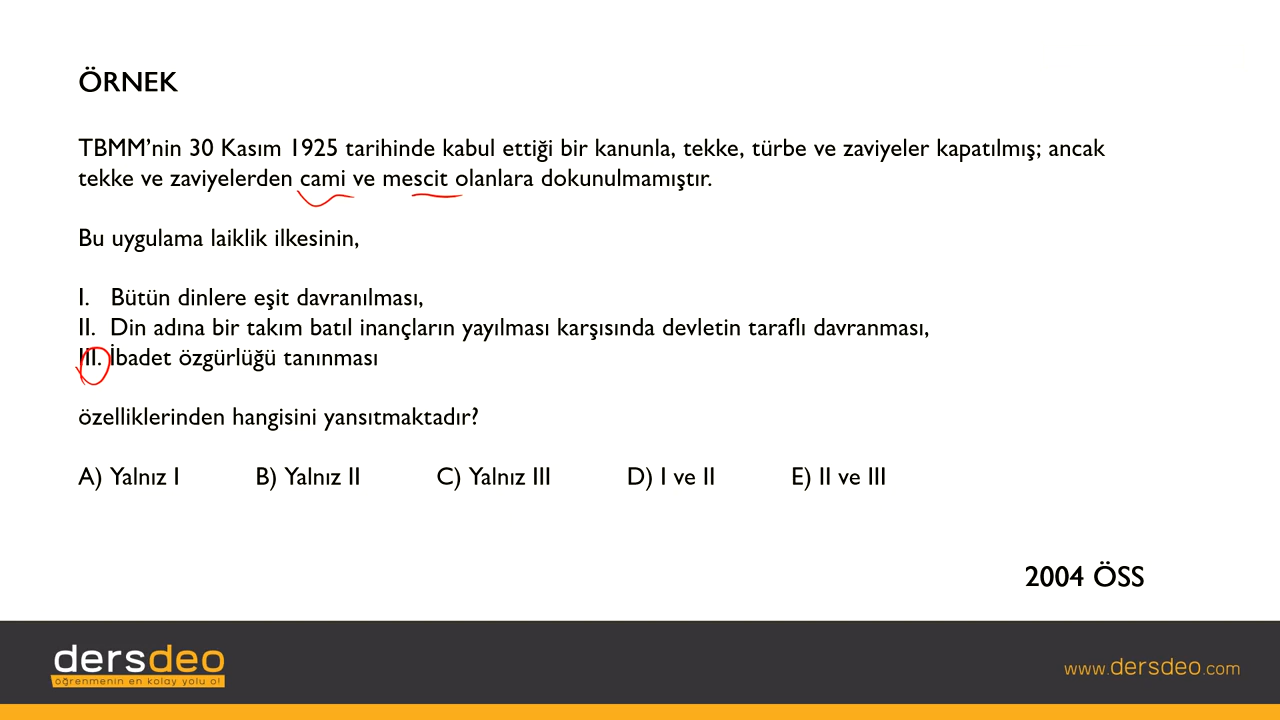 ÖRNEK
TBMM’nin 30 Kasım 1925 tarihinde kabul ettiği bir kanunla, tekke, türbe ve zaviyeler kapatılmış; ancak
tekke ve zaviyelerden cami ve mescit olanlara dokunulmamıştır.
Bu uygulama laiklik ilkesinin,
I. Bütün dinlere eşit davranılması,
II. Din adına bir takım batıl inançların yayılması karşısında devletin taraflı davranması,
III. İbadet özgürlüğü tanınması
özelliklerinden hangisini yansıtmaktadır?
A) Yalnız I B) Yalnız II C) Yalnız III D) I ve II E) II ve III
2004 ÖSS
dersdeo
öğrenmenin en kolay yolu o!
www.dersdeo.com